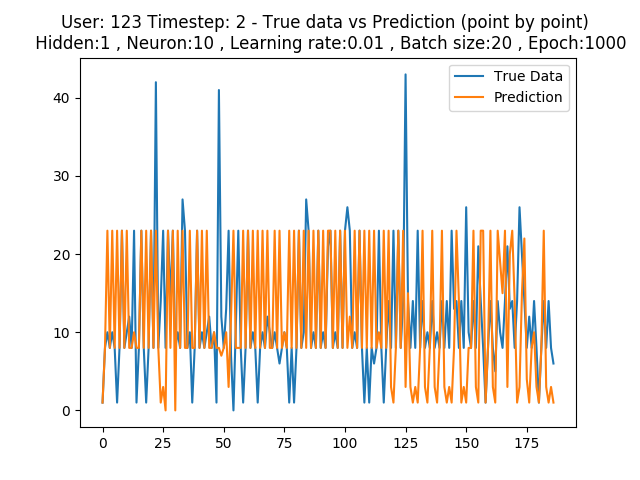 User: 123 Timestep: 2 - True data vs Prediction (point by point)
Hidden:1 , Neuron:10 , Learning rate:0.01 , Batch size:20 , Epoch:1000
True Data
Prediction
40
30
20
10
0
0 25 50 75 100 125 150 175